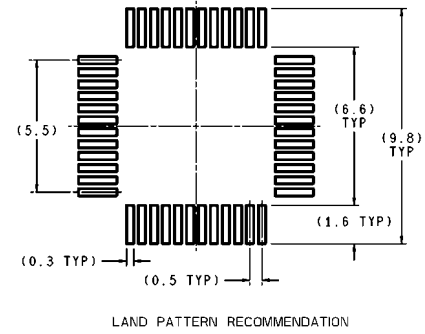 (5.5)
(6.6)
TYP
(9.8)
TYP
(1.6 TYP)
(0.3 TYP)
(0.5 TYP)
LAND PATTERN RECOMMENDATION